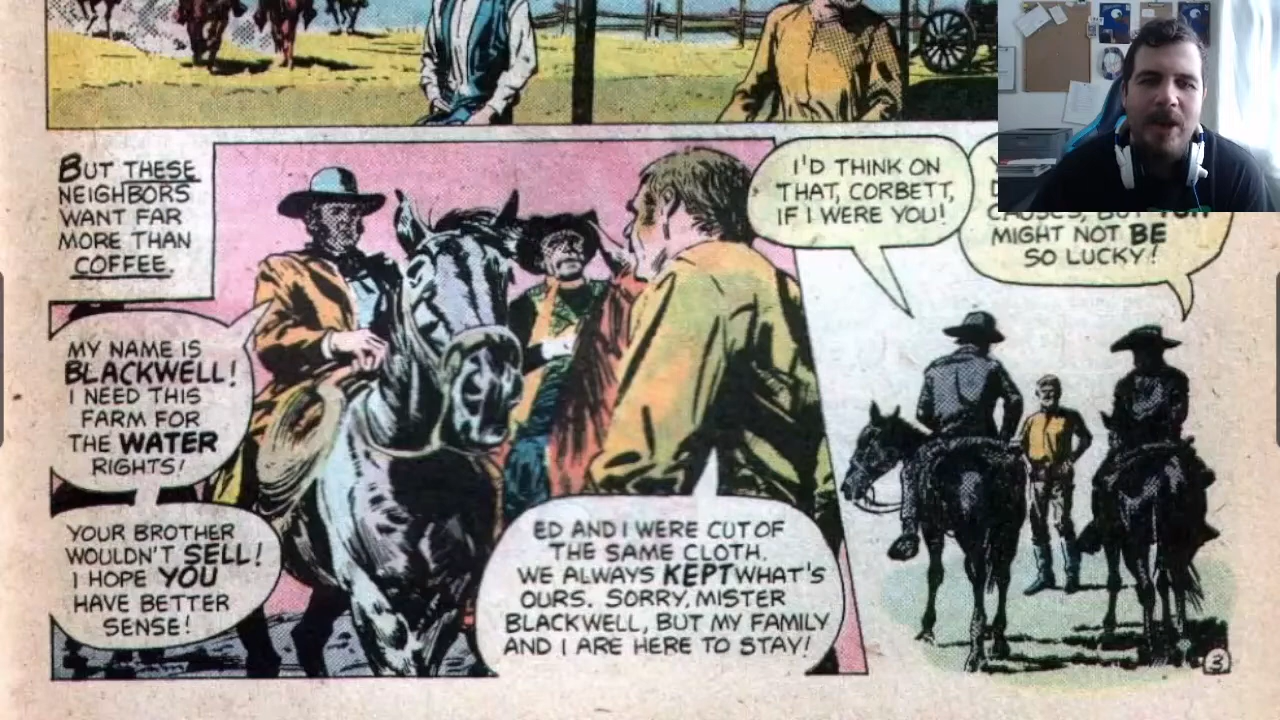 BUT THESE
NEIGHBORS
WANT FAR
MORE THAN
COFFEE.
MY NAME IS
BLACKWELL!
I NEED THIS
FARM FOR
THE WATER
RIGHTS!
YOUR BROTHER
WOULDN'T SELL!
I HOPE YOU
HAVE BETTER
SENSE!
ED AND I WERE CUT OF
THE SAME CLOTH.
WE ALWAYS KEPT WHAT'S
OURS. SORRY, MISTER
BLACKWELL, BUT MY FAMILY
AND I ARE HERE TO STAY!
I'D THINK ON
THAT, CORBETT,
IF I WERE YOU!
CAUSES, BUT YOU
MIGHT NOT BE
SO LUCKY!
3